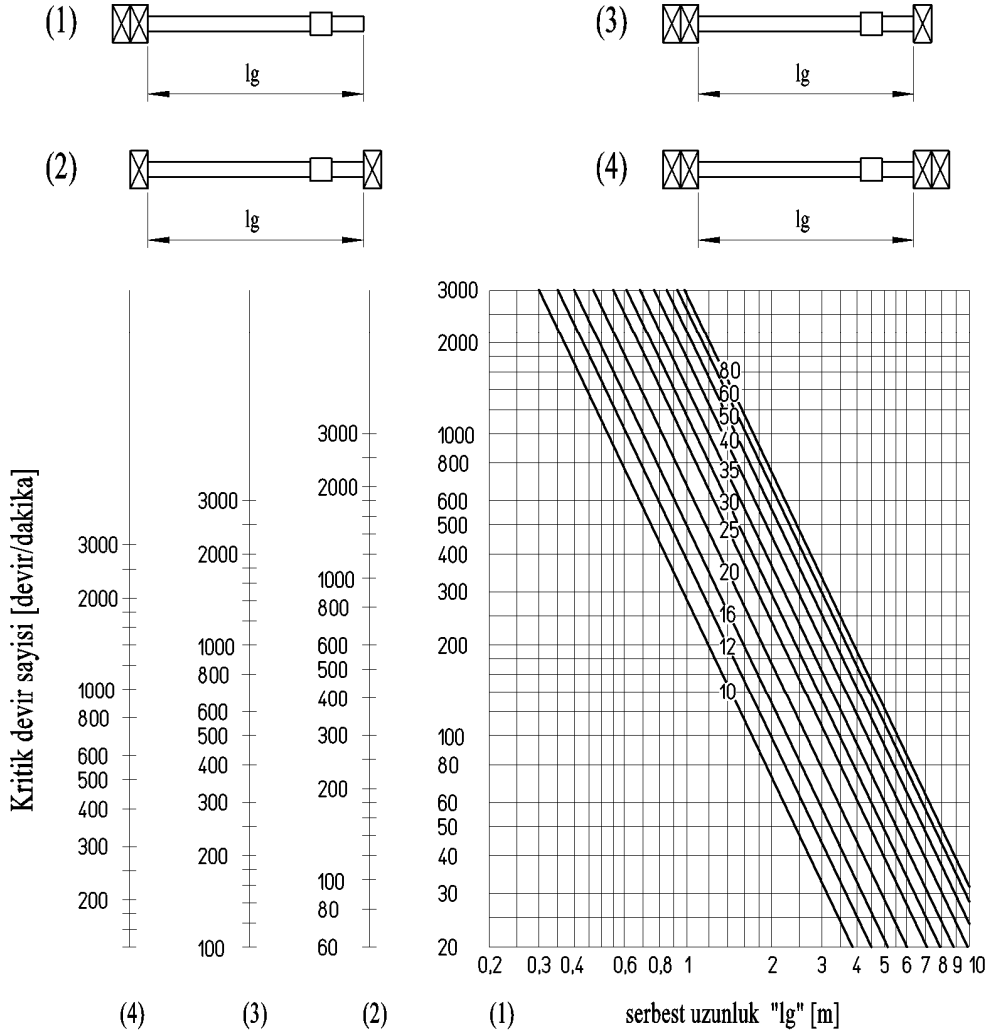 (1) (3)
lg lg
(2) (4)
lg lg
3000
2000
80
60
3000 1000 50
40
800
35
3000 2000 600 30
500 25
3000 2000 400
1000 20
2000 800 300
16
1000 600 200 12
800 500
1000 600 400 10
800 500 300 100
600 400 80
500
400 300 200 60
50
300 200 100 40
200 80 30
100 60 20
0,2 0,3 0,4 0,6 0,8 1 2 3 4 5 6 7 8 9 10
Kritik devir sayisi [devir/dakika]
(4) (3) (2) (1) serbest uzunluk "lg" [m]